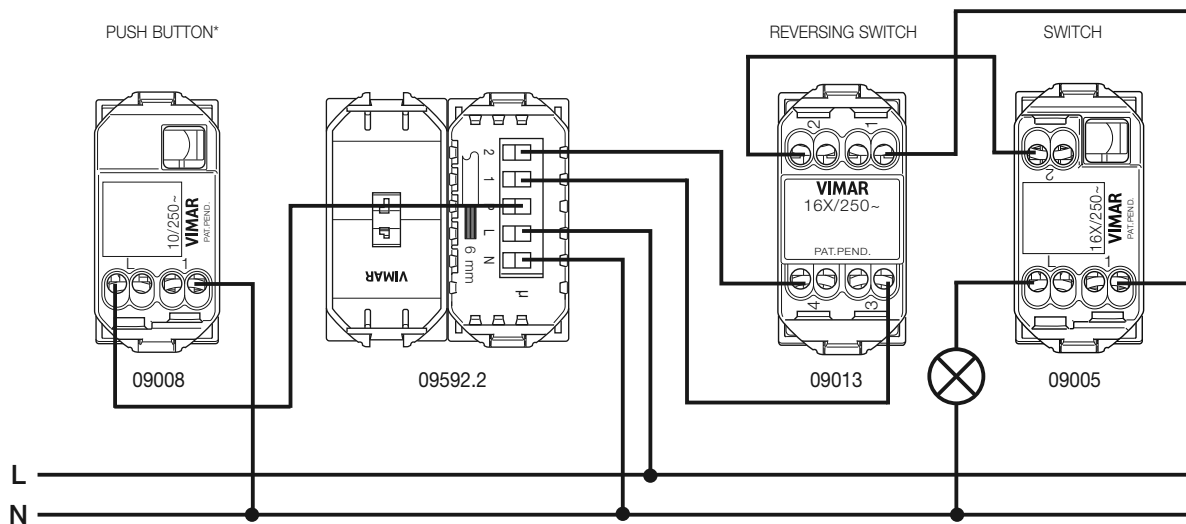 PUSH BUTTON*
REVERSING SWITCH
SWITCH
10/250~
VIMAR
PAT.PEND.
L
1
09008
VIMAR
2
1
P
L
N
6 mm
µ
09592.2
2
1
VIMAR
16X/250~
PAT.PEND.
4
3
09013
2
16X/250~
VIMAR
PAT.PEND.
L
1
09005
L
N